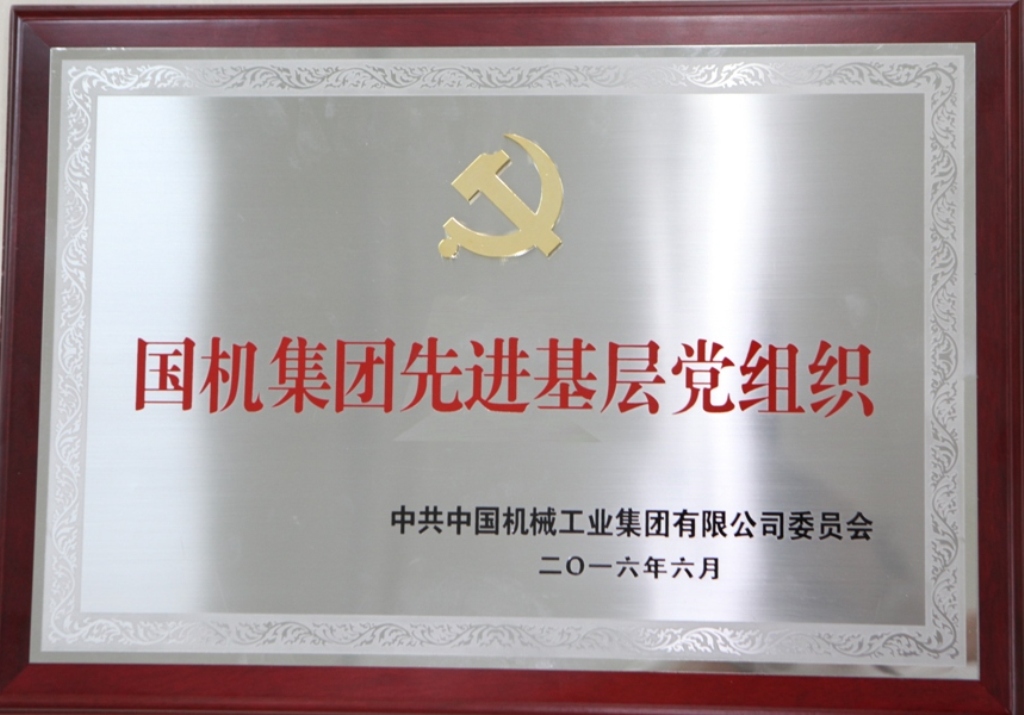 国机集团先进基层党组织
中共中国机械工业集团有限公司委员会
二〇一六年六月